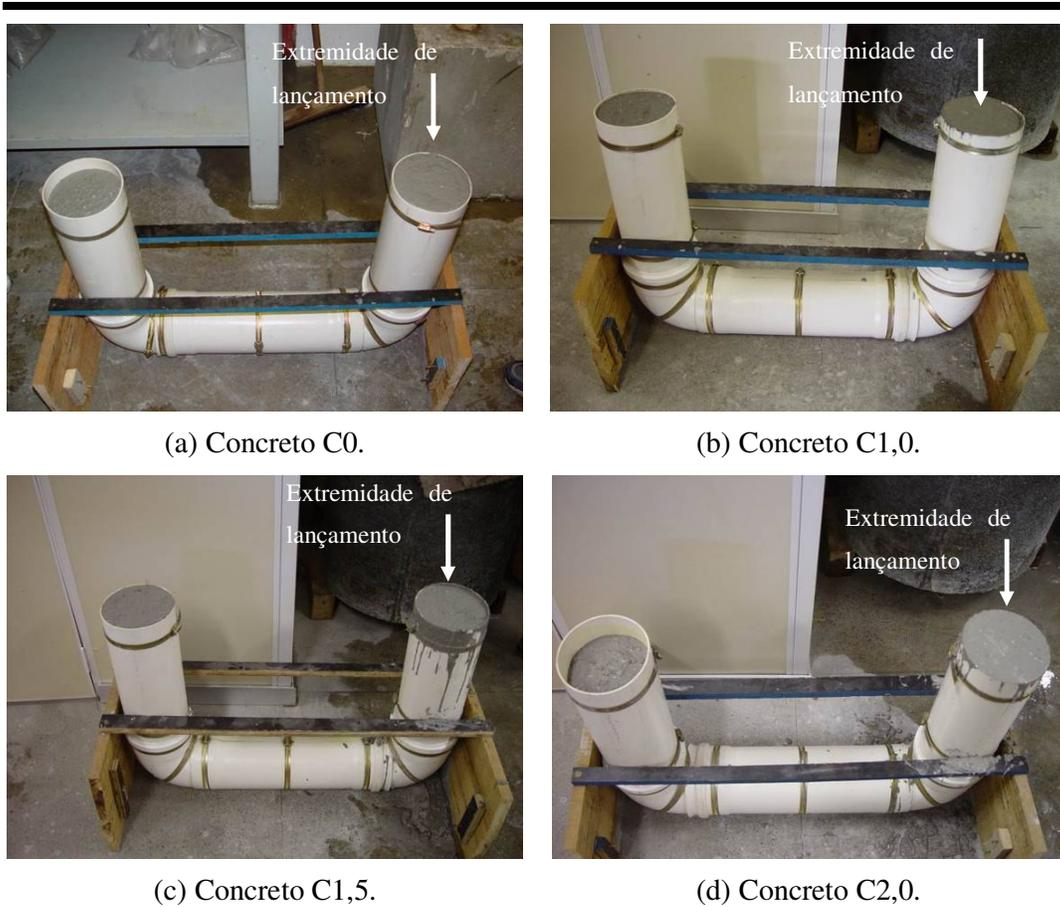 Extremidade de
lançamento
Extremidade de
lançamento
(a) Concreto C0.
(b) Concreto C1,0.
Extremidade de
lançamento
Extremidade de
lançamento
(c) Concreto C1,5.
(d) Concreto C2,0.